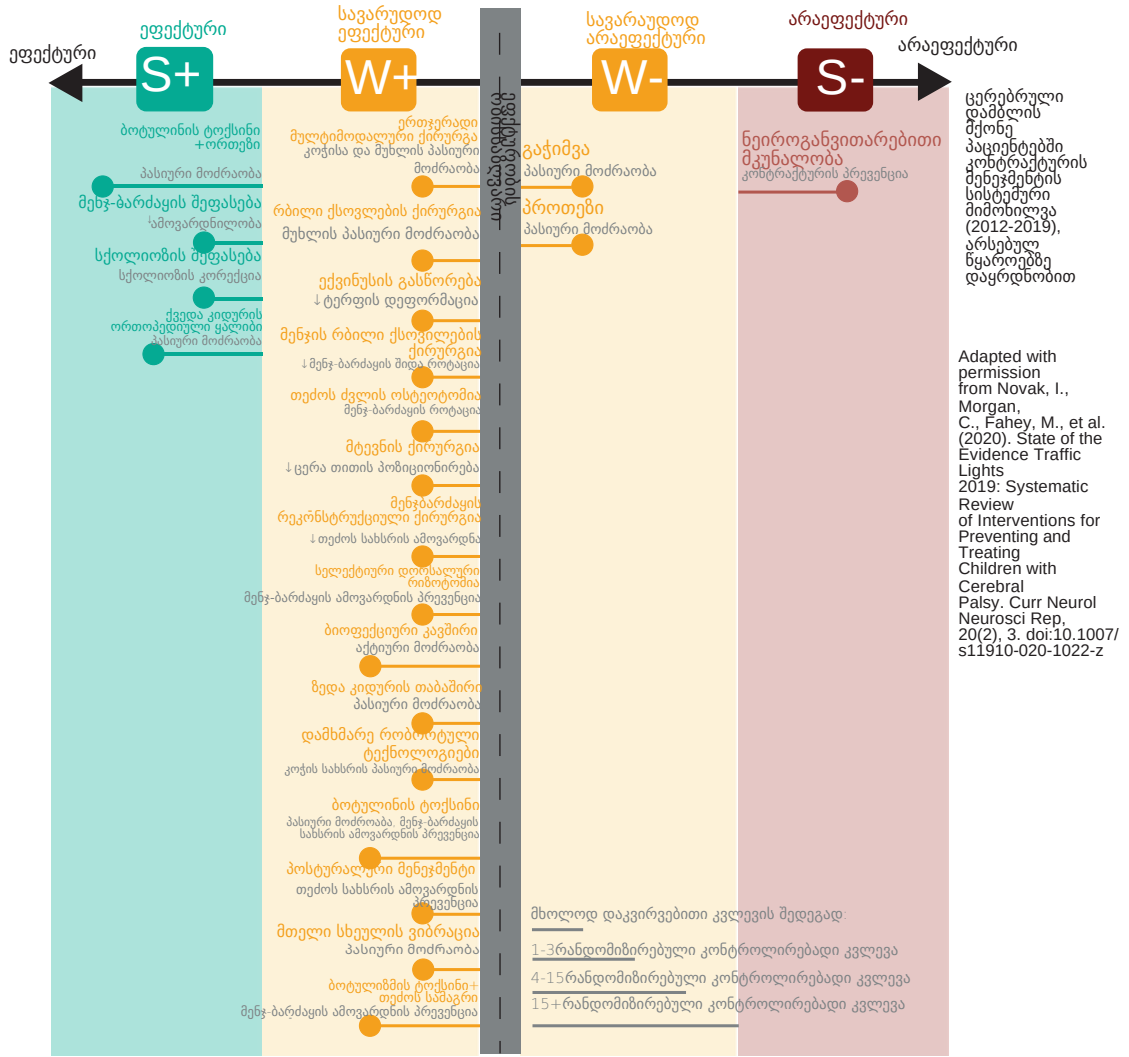 ეფექტური
არაეფექტური
ეფექტური
S+
სავარუდოდ
ეფექტური
W+
სავარაუდოდ
არაეფექტური
W-
არაეფექტური
S-
ბოტულინის ტოქსინი
+ორთეზი
პასიური მოძრაობა
მენჯ-ბარძაყის შეფასება
↓ამოვარდნილობა
სქოლიოზის შეფასება
სქოლიოზის კორექცია
ქვედა კიდურის
ორთოპედიული ყალიბი
პასიური მოძრაობა
ერთჯერადი
მულტიმოდალური ქირურგია
კოჭისა და მუხლის პასიური
მოძრაობა
რბილი ქსოვლების ქირურგია
მუხლის პასიური მოძრაობა
ექვინუსის გასწორება
↓ტერფის დეფორმაცია
მენჯის რბილი ქსოვილების
ქირურგია
↓მენჯ-ბარძაყის შიდა როტაცია
თეძოს ძვლის ოსტეოტომია
მენჯ-ბარძაყის როტაცია
მტევნის ქირურგია
↓ცერა თითის პოზიციონირება
მენჯბარძაყის
რეკონსტრუქციული ქირურგია
↓თეძოს სახსრის ამოვარდნა
სელექტიური დორსალური
რიზოტომია
მენჯ-ბარძაყის ამოვარდნის პრევენცია
ბიოფექციური კავშირი
აქტიური მოძრაობა
ზედა კიდურის თაბაშირი
პასიური მოძრაობა
დამხმარე რობორტული
ტექნოლოგიები
კოჭის სახსრის პასიური მოძრაობა
ბოტულინის ტოქსინი
პასიური მოძროაობა, მენჯ-ბარძაყის
სახსრის ამოვარდნის პრევენცია
პოსტურალური მენეჯმენტი
თეძოს სახსრის ამოვარდნის
პრევენცია
მთელი სხეულის ვიბრაცია
პასიური მოძრაობა
ბოტულიზმის ტოქსინი+
თეძოს სამაგრი
მენჯ-ბარძაყის ამოვარდნის პრევენცია
გაჭიმვა
პასიური მოძრაობა
პროთეზი
პასიური მოძრაობა
ნეიროგანვითარებითი
მკუნალობა
კონტრაქტურის პრევენცია
მხოლოდ დაკვირვებითი კვლევის შედეგად:
1-3რანდომიზირებული კონტროლირებადი კვლევა
4-15რანდომიზირებული კონტროლირებადი კვლევა
15+რანდომიზირებული კონტროლირებადი კვლევა
ცერებრული
დამბლის
მქონე
პაციენტებში
კონტრაქტურის
მენეჯმენტის
სისტემური
მიმოხილვა
(2012-2019),
არსებულ
წყაროებზე
დაყრდნობით
Adapted with
permission
from Novak, I.,
Morgan,
C., Fahey, M., et al.
(2020). State of the
Evidence Traffic
Lights
2019: Systematic
Review
of Interventions for
Preventing and
Treating
Children with
Cerebral
Palsy. Curr Neurol
Neurosci Rep,
20(2), 3. doi:10.1007/
s11910-020-1022-z